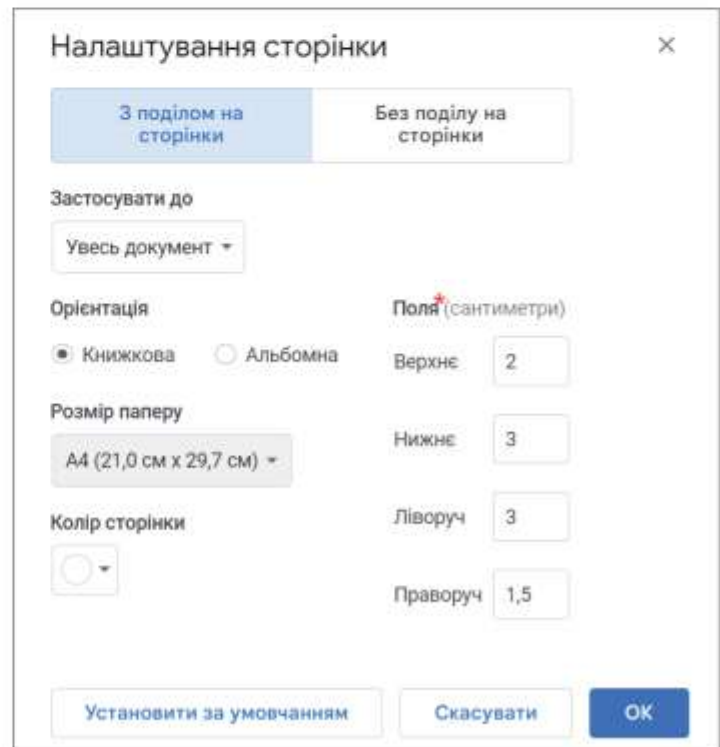 Налаштування сторінки ×
З поділом на
сторінки
Без поділу на
сторінки
Застосувати до
Увесь документ
Орієнтація
Книжкова Альбомна
Розмір паперу
A4 (21,0 см x 29,7 см)
Колір сторінки
Поля* (сантиметри)
Верхнє 2
Нижнє 3
Ліворуч 3
Праворуч 1,5
Установити за умовчанням Скасувати OK